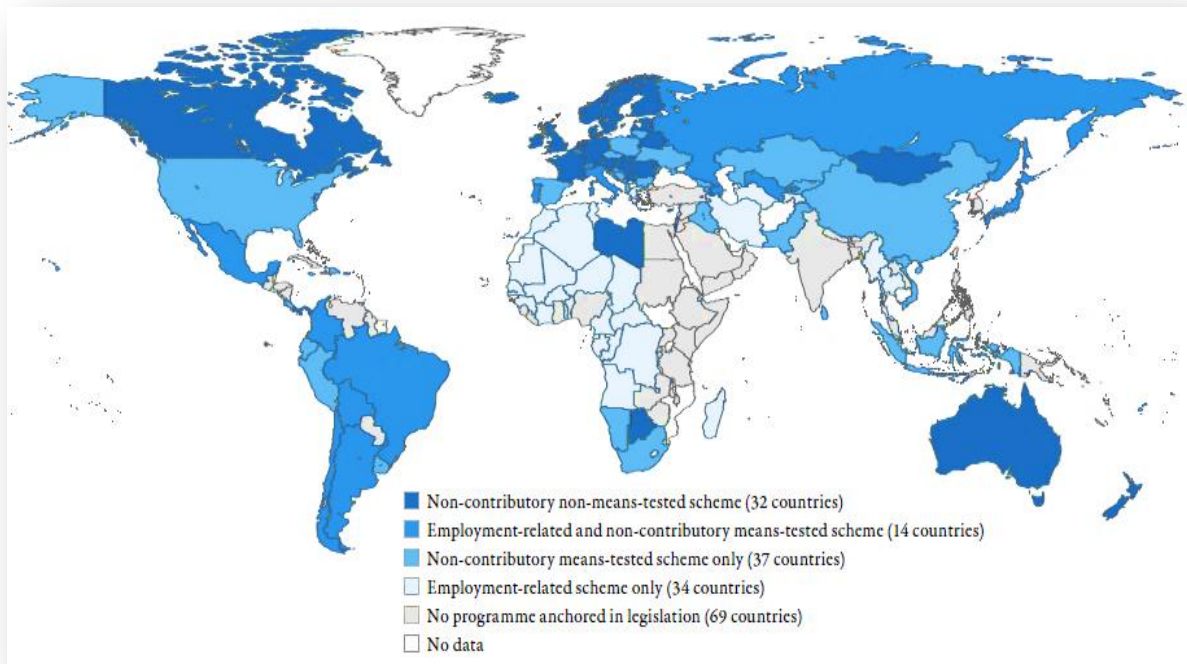 Non-contributory non-means-tested scheme (32 countries)
Employment-related and non-contributory means-tested scheme (14 countries)
Non-contributory means-tested scheme only (37 countries)
Employment-related scheme only (34 countries)
No programme anchored in legislation (69 countries)
No data